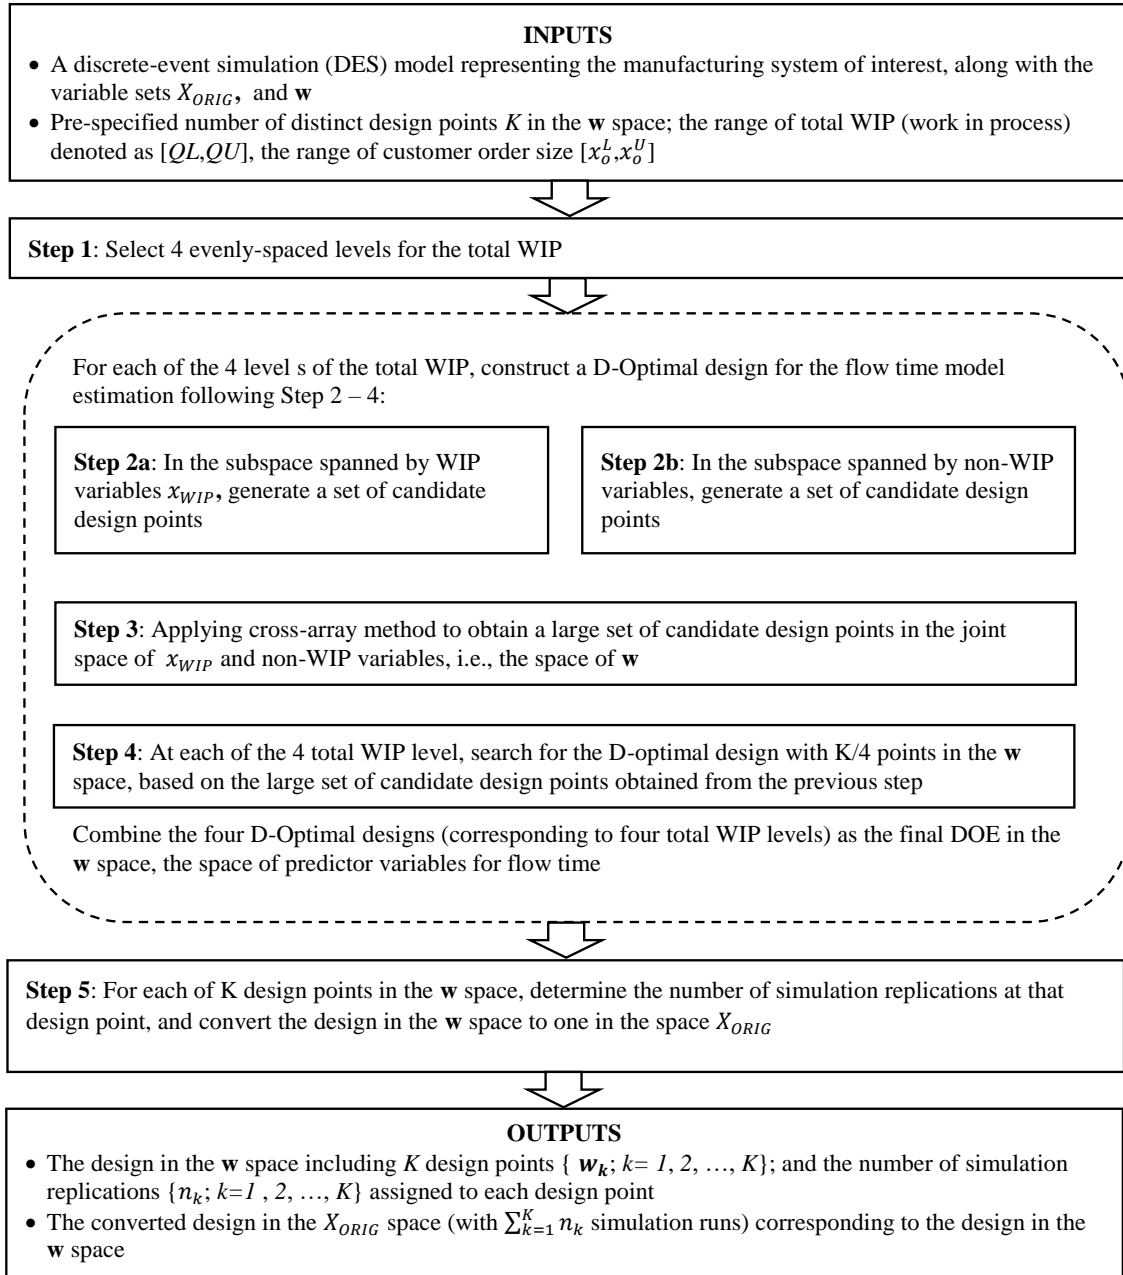 INPUTS
• A discrete-event simulation (DES) model representing the manufacturing system of interest, along with the
variable sets X_ORIG, and w
• Pre-specified number of distinct design points K in the w space; the range of total WIP (work in process)
denoted as [QL,QU], the range of customer order size [x_o^L,x_o^U]
Step 1: Select 4 evenly-spaced levels for the total WIP
For each of the 4 level s of the total WIP, construct a D-Optimal design for the flow time model
estimation following Step 2 – 4:
Step 2a: In the subspace spanned by WIP
variables x_WIP, generate a set of candidate
design points
Step 2b: In the subspace spanned by non-WIP
variables, generate a set of candidate design
points
Step 3: Applying cross-array method to obtain a large set of candidate design points in the joint
space of x_WIP and non-WIP variables, i.e., the space of w
Step 4: At each of the 4 total WIP level, search for the D-optimal design with K/4 points in the w
space, based on the large set of candidate design points obtained from the previous step
Combine the four D-Optimal designs (corresponding to four total WIP levels) as the final DOE in the
w space, the space of predictor variables for flow time
Step 5: For each of K design points in the w space, determine the number of simulation replications at that
design point, and convert the design in the w space to one in the space X_ORIG
OUTPUTS
• The design in the w space including K design points { w_k; k= 1, 2, …, K}; and the number of simulation
replications {n_k; k=1 , 2, …, K} assigned to each design point
• The converted design in the X_ORIG space (with ∑_{k=1}^K n_k simulation runs) corresponding to the design in the
w space